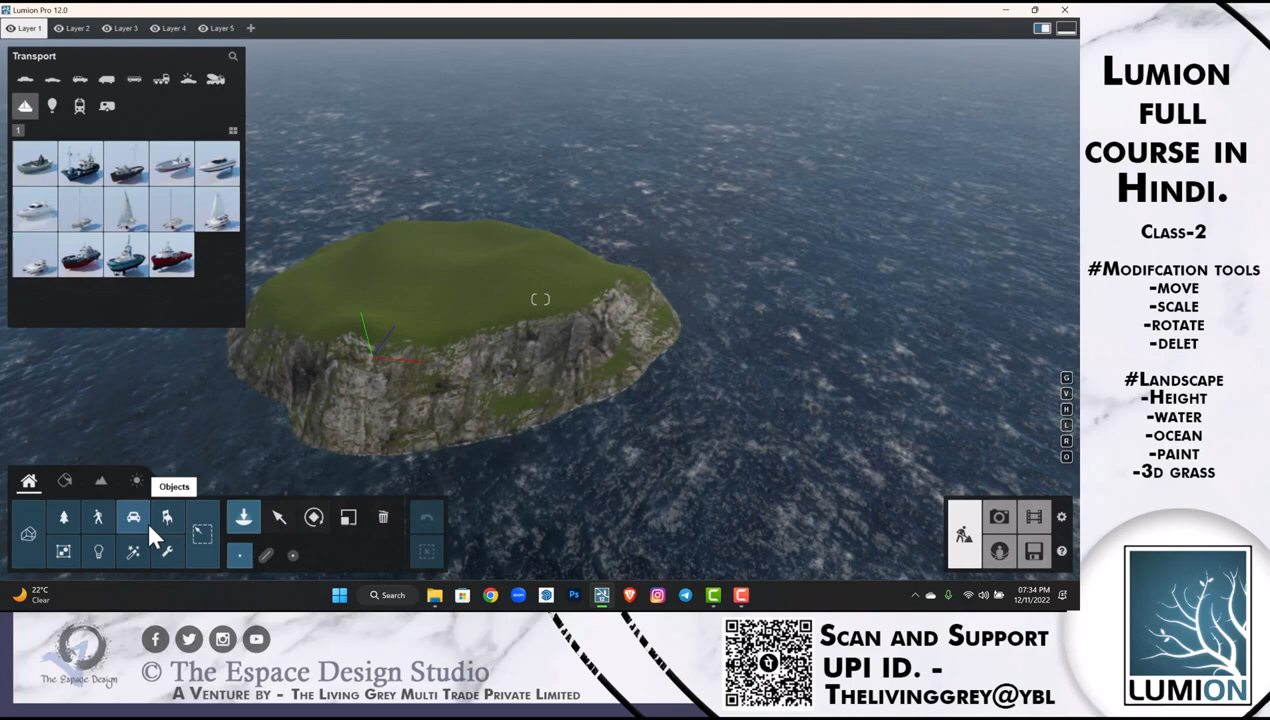 Lumion Pro 12.0
Layer 1
Layer 2
Layer 3
Layer 4
Layer 5
Transport
1
Objects
G
V
H
L
R
O
22°C
Clear
Search
zoom
Ps
12
07:34 PM
12/11/2022
LUMION
FULL
COURSE IN
HINDI.
CLASS-2
#MODIFCATION TOOLS
-MOVE
-SCALE
-ROTATE
-DELET
#LANDSCAPE
-HEIGHT
-WATER
-OCEAN
-PAINT
-3D GRASS
The Espace Design
© The Espace Design Studio
A VENTURE BY - THE LIVING GREY MULTI TRADE PRIVATE LIMITED
SCAN AND SUPPORT
UPI ID. -
THELIVINGGREY@YBL
LUMION